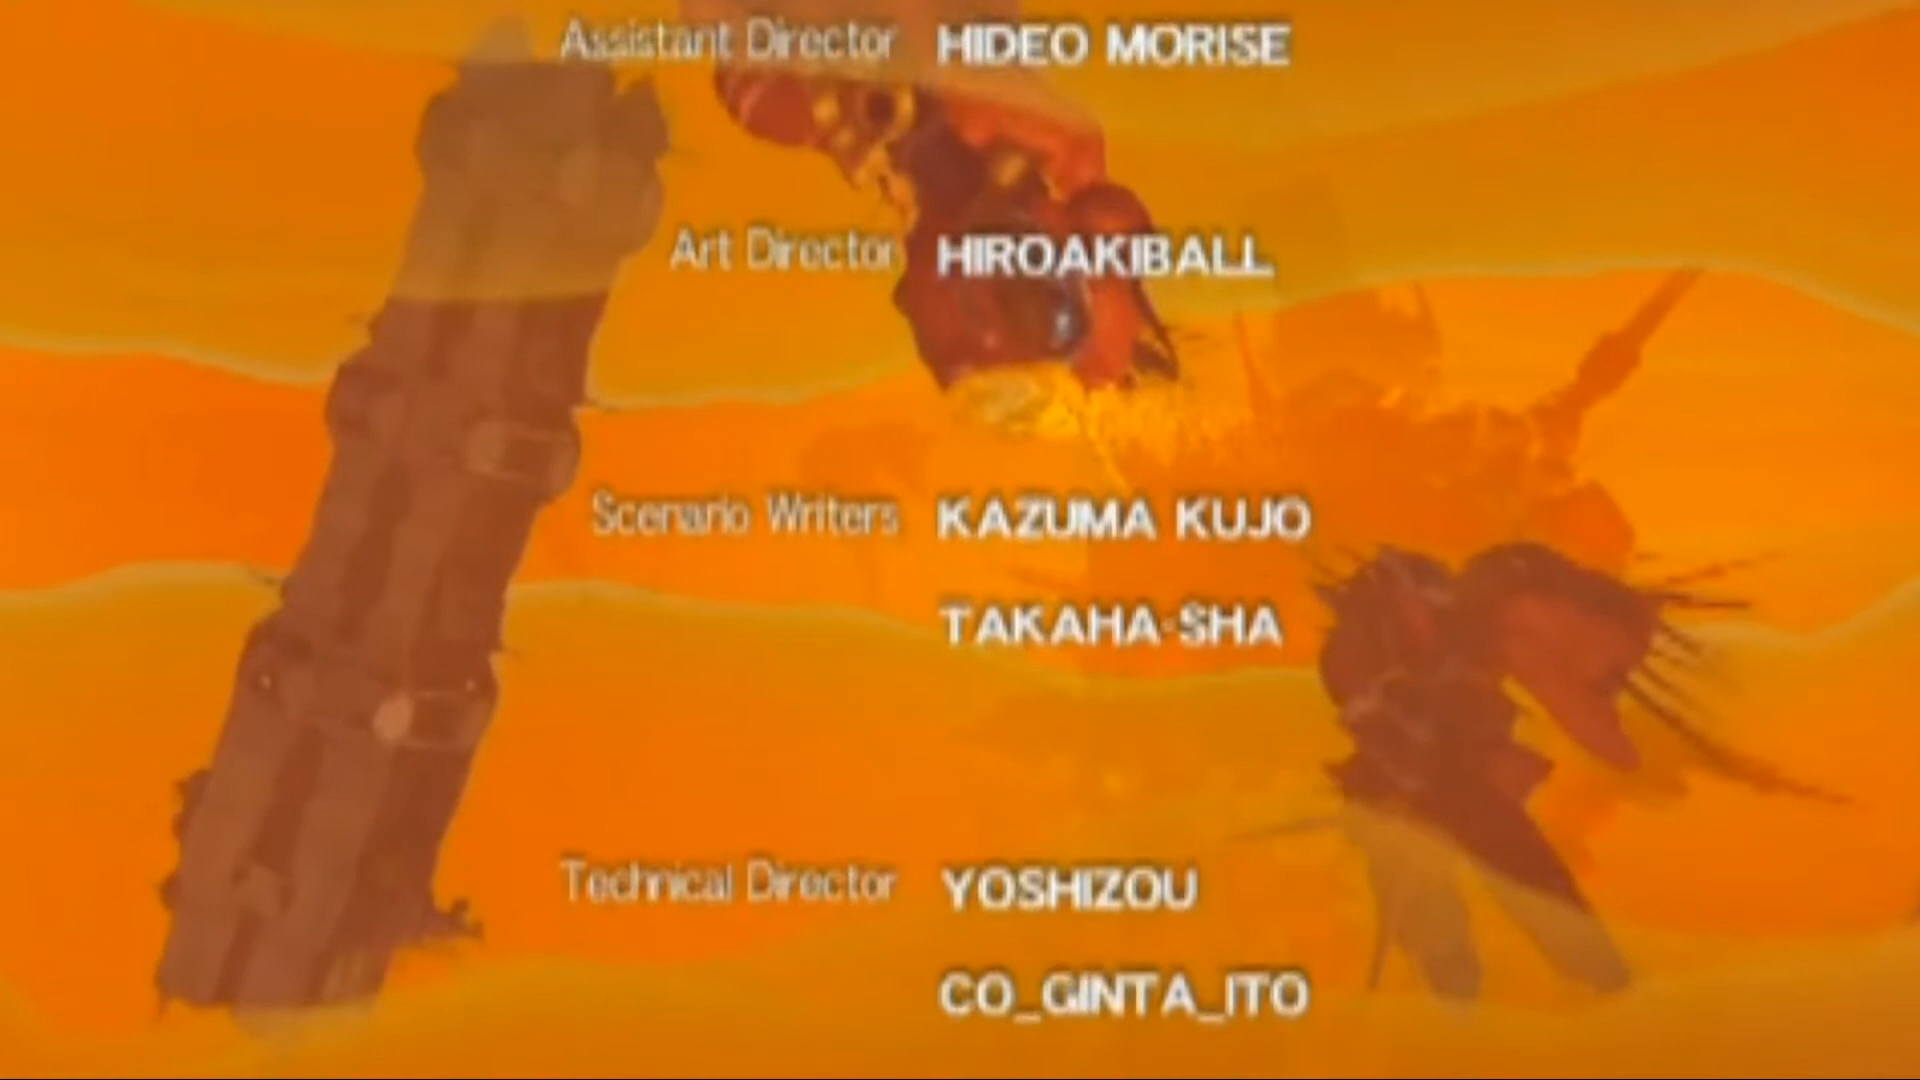 Assistant Director HIDEO MORISE
Art Director HIROAKIBALL
Scenario Writers KAZUMA KUJO
TAKAHA-SHA
Technical Director YOSHIZOU
CO_GINTA_ITO